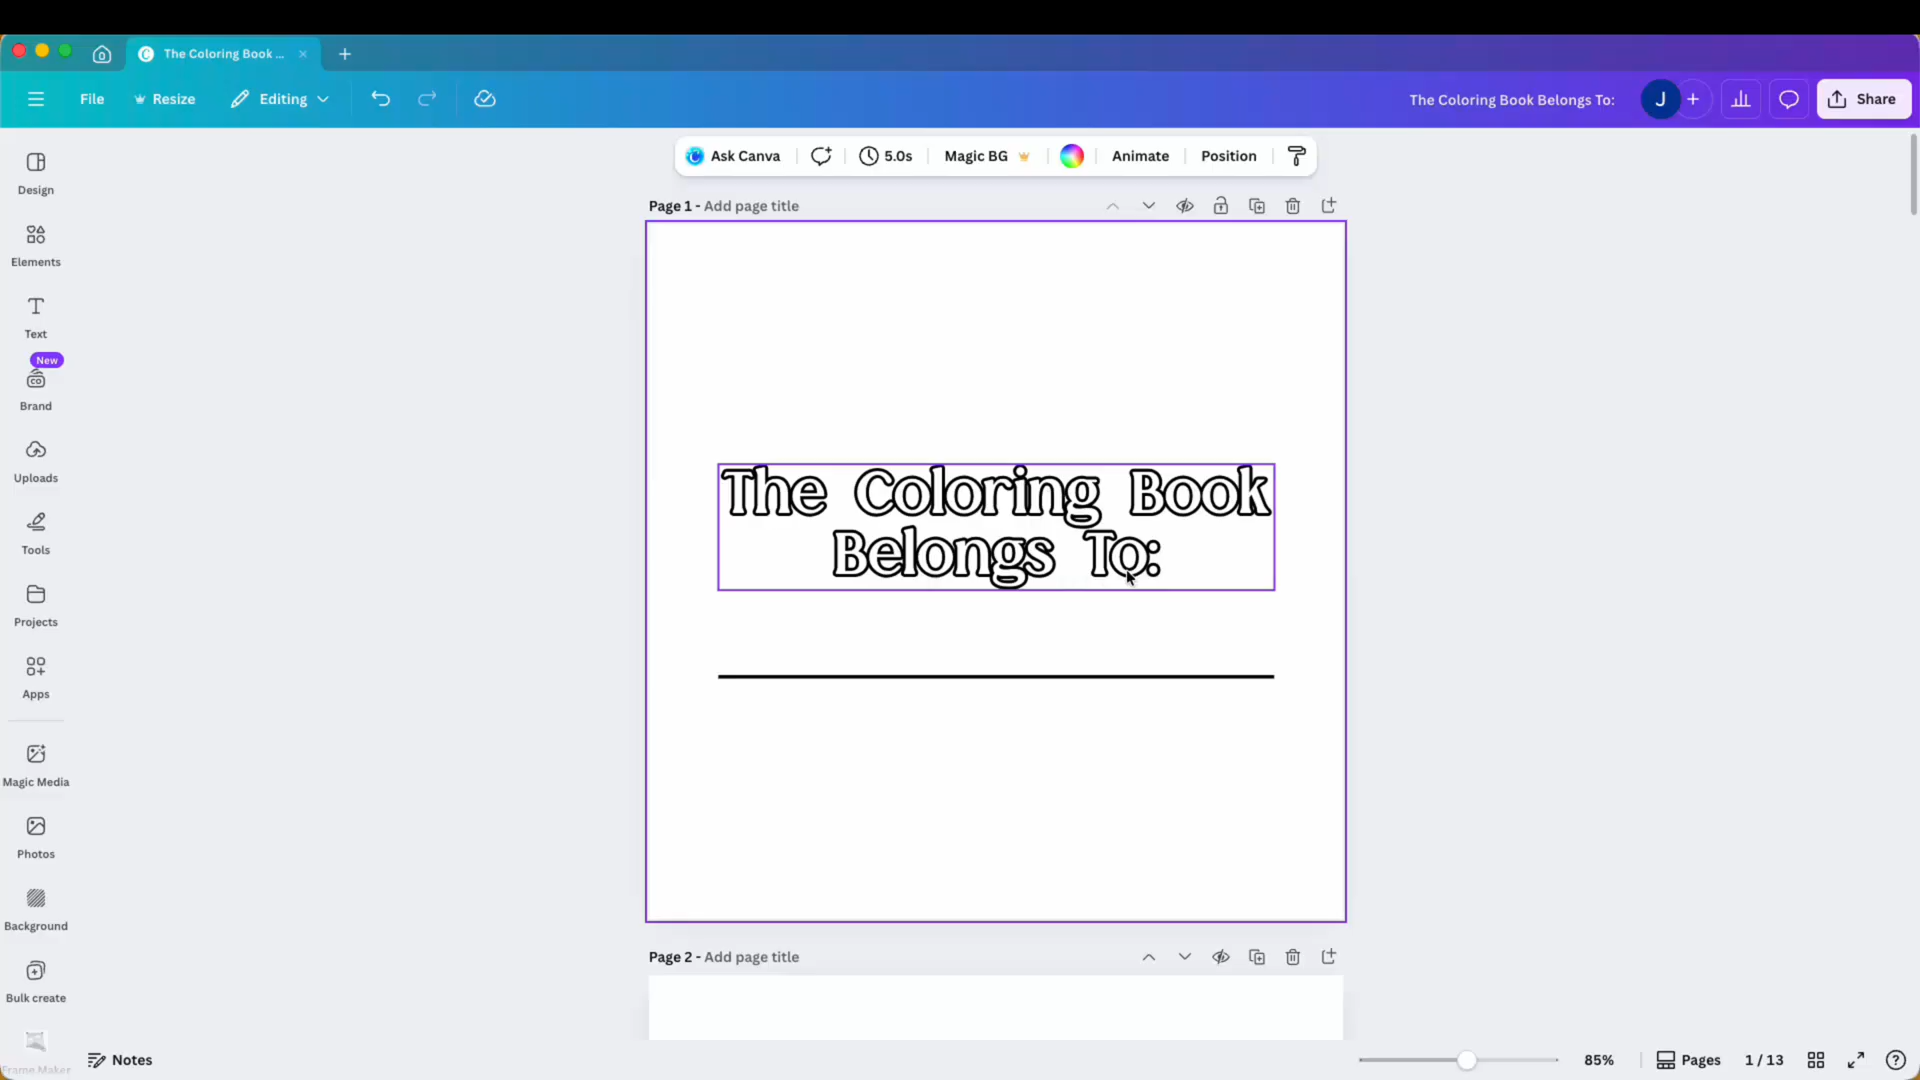 The Coloring Book ...
File
Resize
Editing
The Coloring Book Belongs To:
J
Share
Ask Canva
5.0s
Magic BG
Animate
Position
Page 1 - Add page title
Design
Elements
Text
New
Brand
Uploads
Tools
Projects
Apps
Magic Media
Photos
Background
Bulk create
Frame Maker
The Coloring Book
Belongs To:
Page 2 - Add page title
Notes
85%
Pages
1 / 13